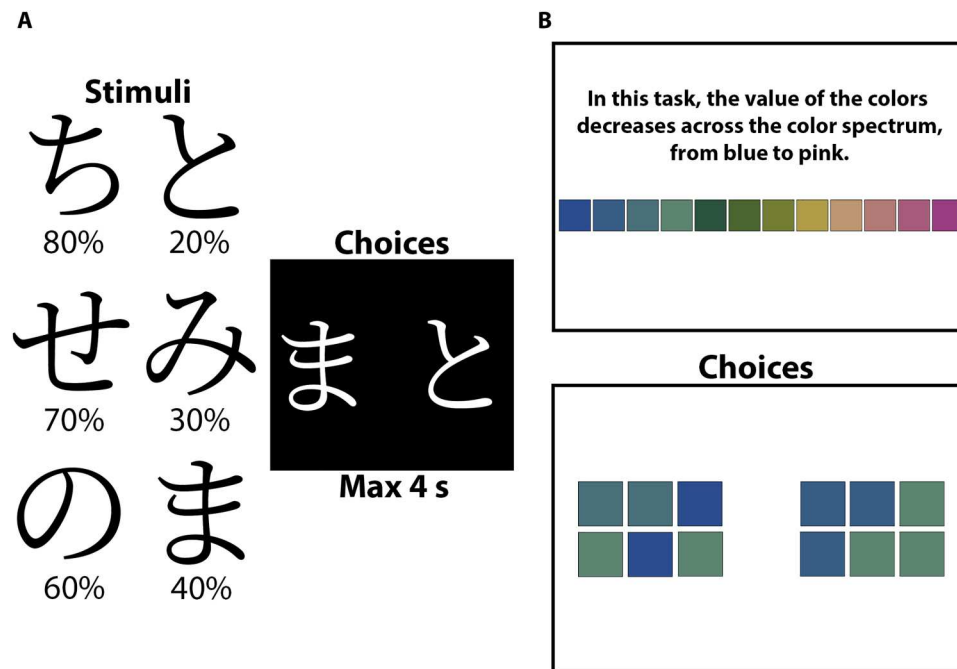 A
Stimuli
ち と
80% 20%
せ み
70% 30%
の ま
60% 40%
Choices
ま と
Max 4 s
B
In this task, the value of the colors
decreases across the color spectrum,
from blue to pink.
Choices